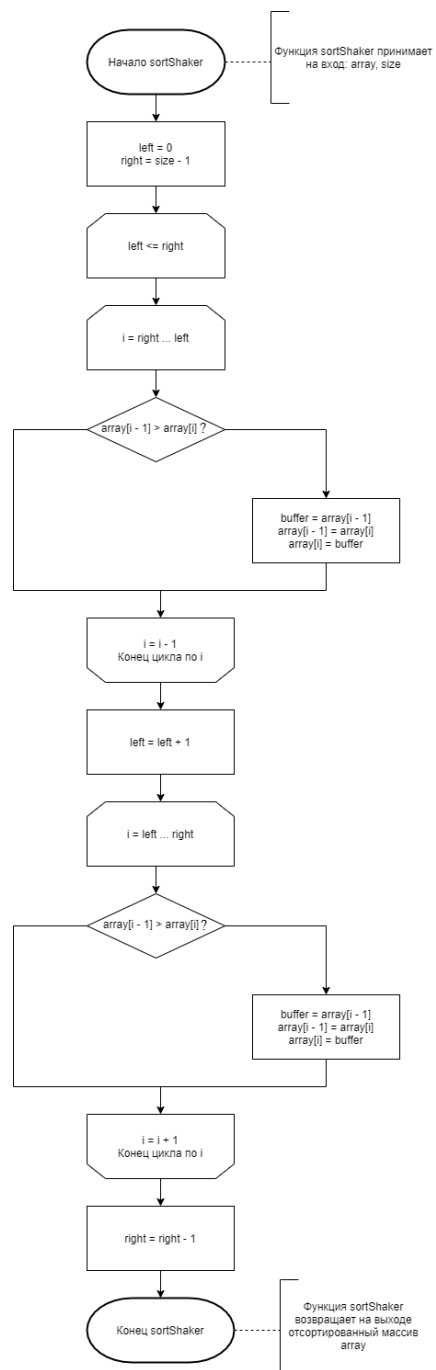 Начало sortShaker
Функция sortShaker принимает
на вход: array, size
left = 0
right = size - 1
left <= right
i = right ... left
array[i - 1] > array[i] ?
buffer = array[i - 1]
array[i - 1] = array[i]
array[i] = buffer
i = i - 1
Конец цикла по i
left = left + 1
i = left ... right
array[i - 1] > array[i] ?
buffer = array[i - 1]
array[i - 1] = array[i]
array[i] = buffer
i = i + 1
Конец цикла по i
right = right - 1
Конец sortShaker
Функция sortShaker
возвращает на выходе
отсортированный массив
array